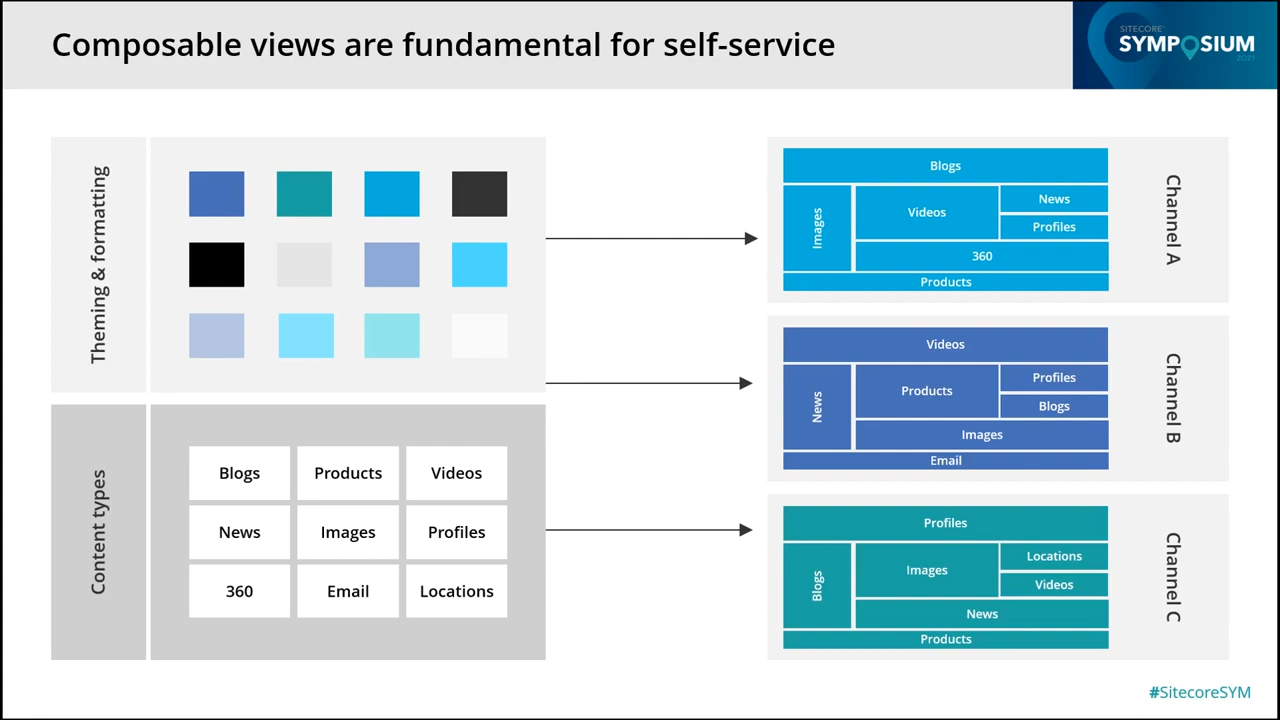 Composable views are fundamental for self-service
SITECORE
SYMPOSIUM
2021
Theming & formatting
Content types
Blogs
Products
Videos
News
Images
Profiles
360
Email
Locations
Blogs
Images
Videos
News
Profiles
360
Products
Channel A
Videos
News
Products
Profiles
Blogs
Images
Email
Channel B
Profiles
Blogs
Images
Locations
Videos
News
Products
Channel C
#SitecoreSYM